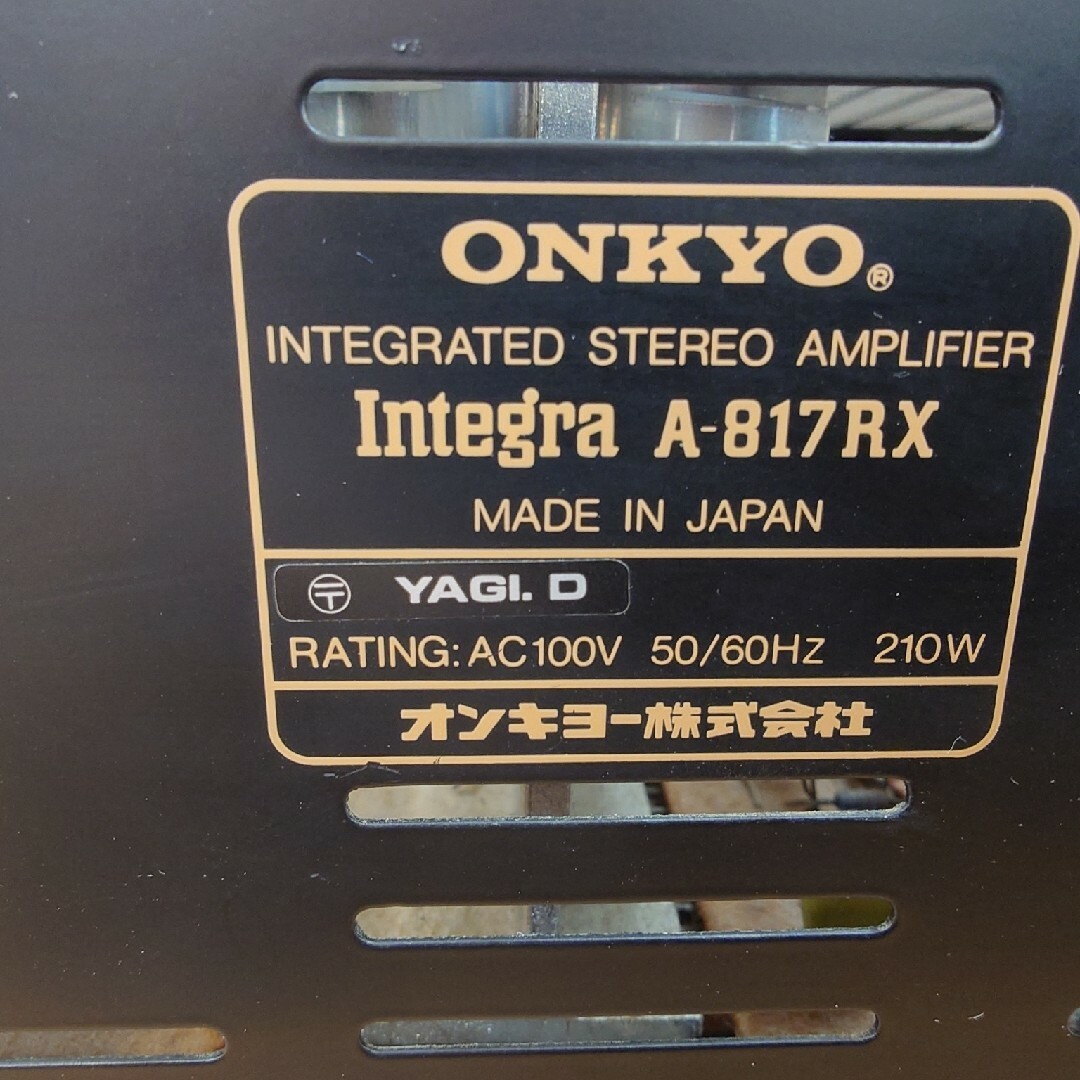 ONKYO®
INTEGRATED STEREO AMPLIFIER
Integra A-817RX
MADE IN JAPAN
〶 YAGI. D
RATING: AC100V 50/60Hz 210W
オンキヨー株式会社